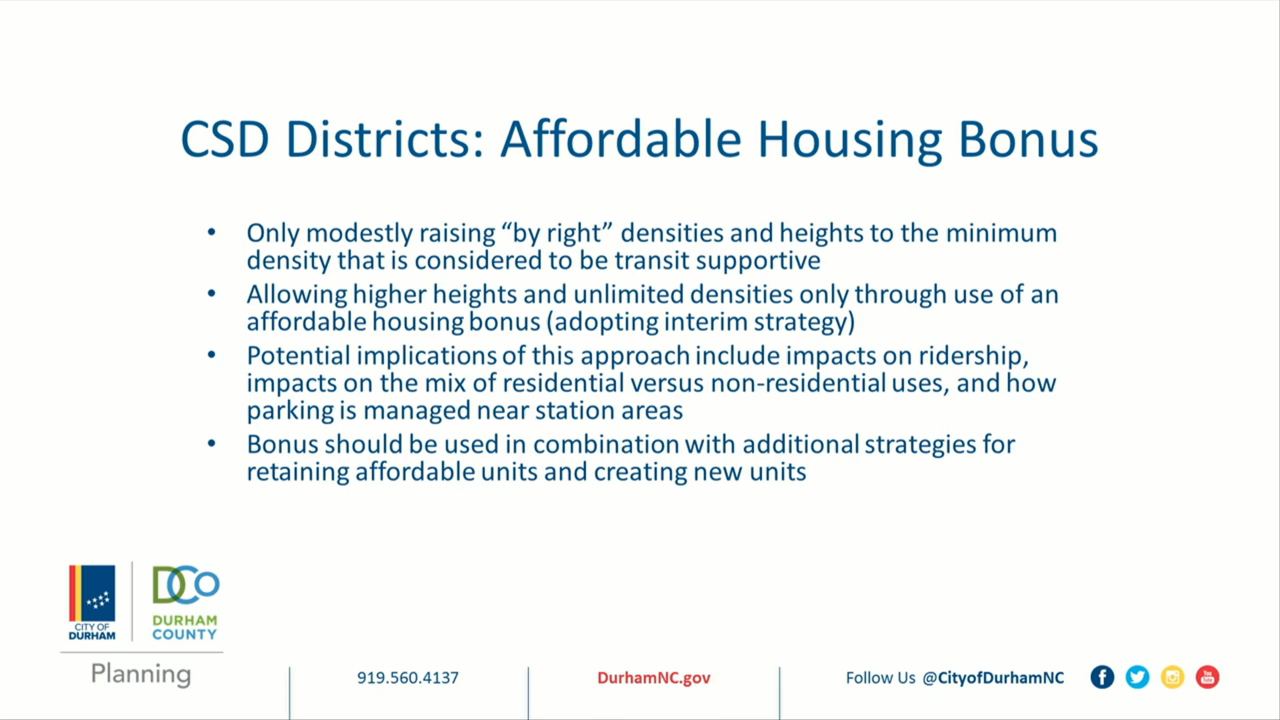 CSD Districts: Affordable Housing Bonus
• Only modestly raising “by right” densities and heights to the minimum
density that is considered to be transit supportive
• Allowing higher heights and unlimited densities only through use of an
affordable housing bonus (adopting interim strategy)
• Potential implications of this approach include impacts on ridership,
impacts on the mix of residential versus non-residential uses, and how
parking is managed near station areas
• Bonus should be used in combination with additional strategies for
retaining affordable units and creating new units
CITY OF
DURHAM
DCO
DURHAM
COUNTY
Planning
919.560.4137
DurhamNC.gov
Follow Us @CityofDurhamNC
f
You
Tube